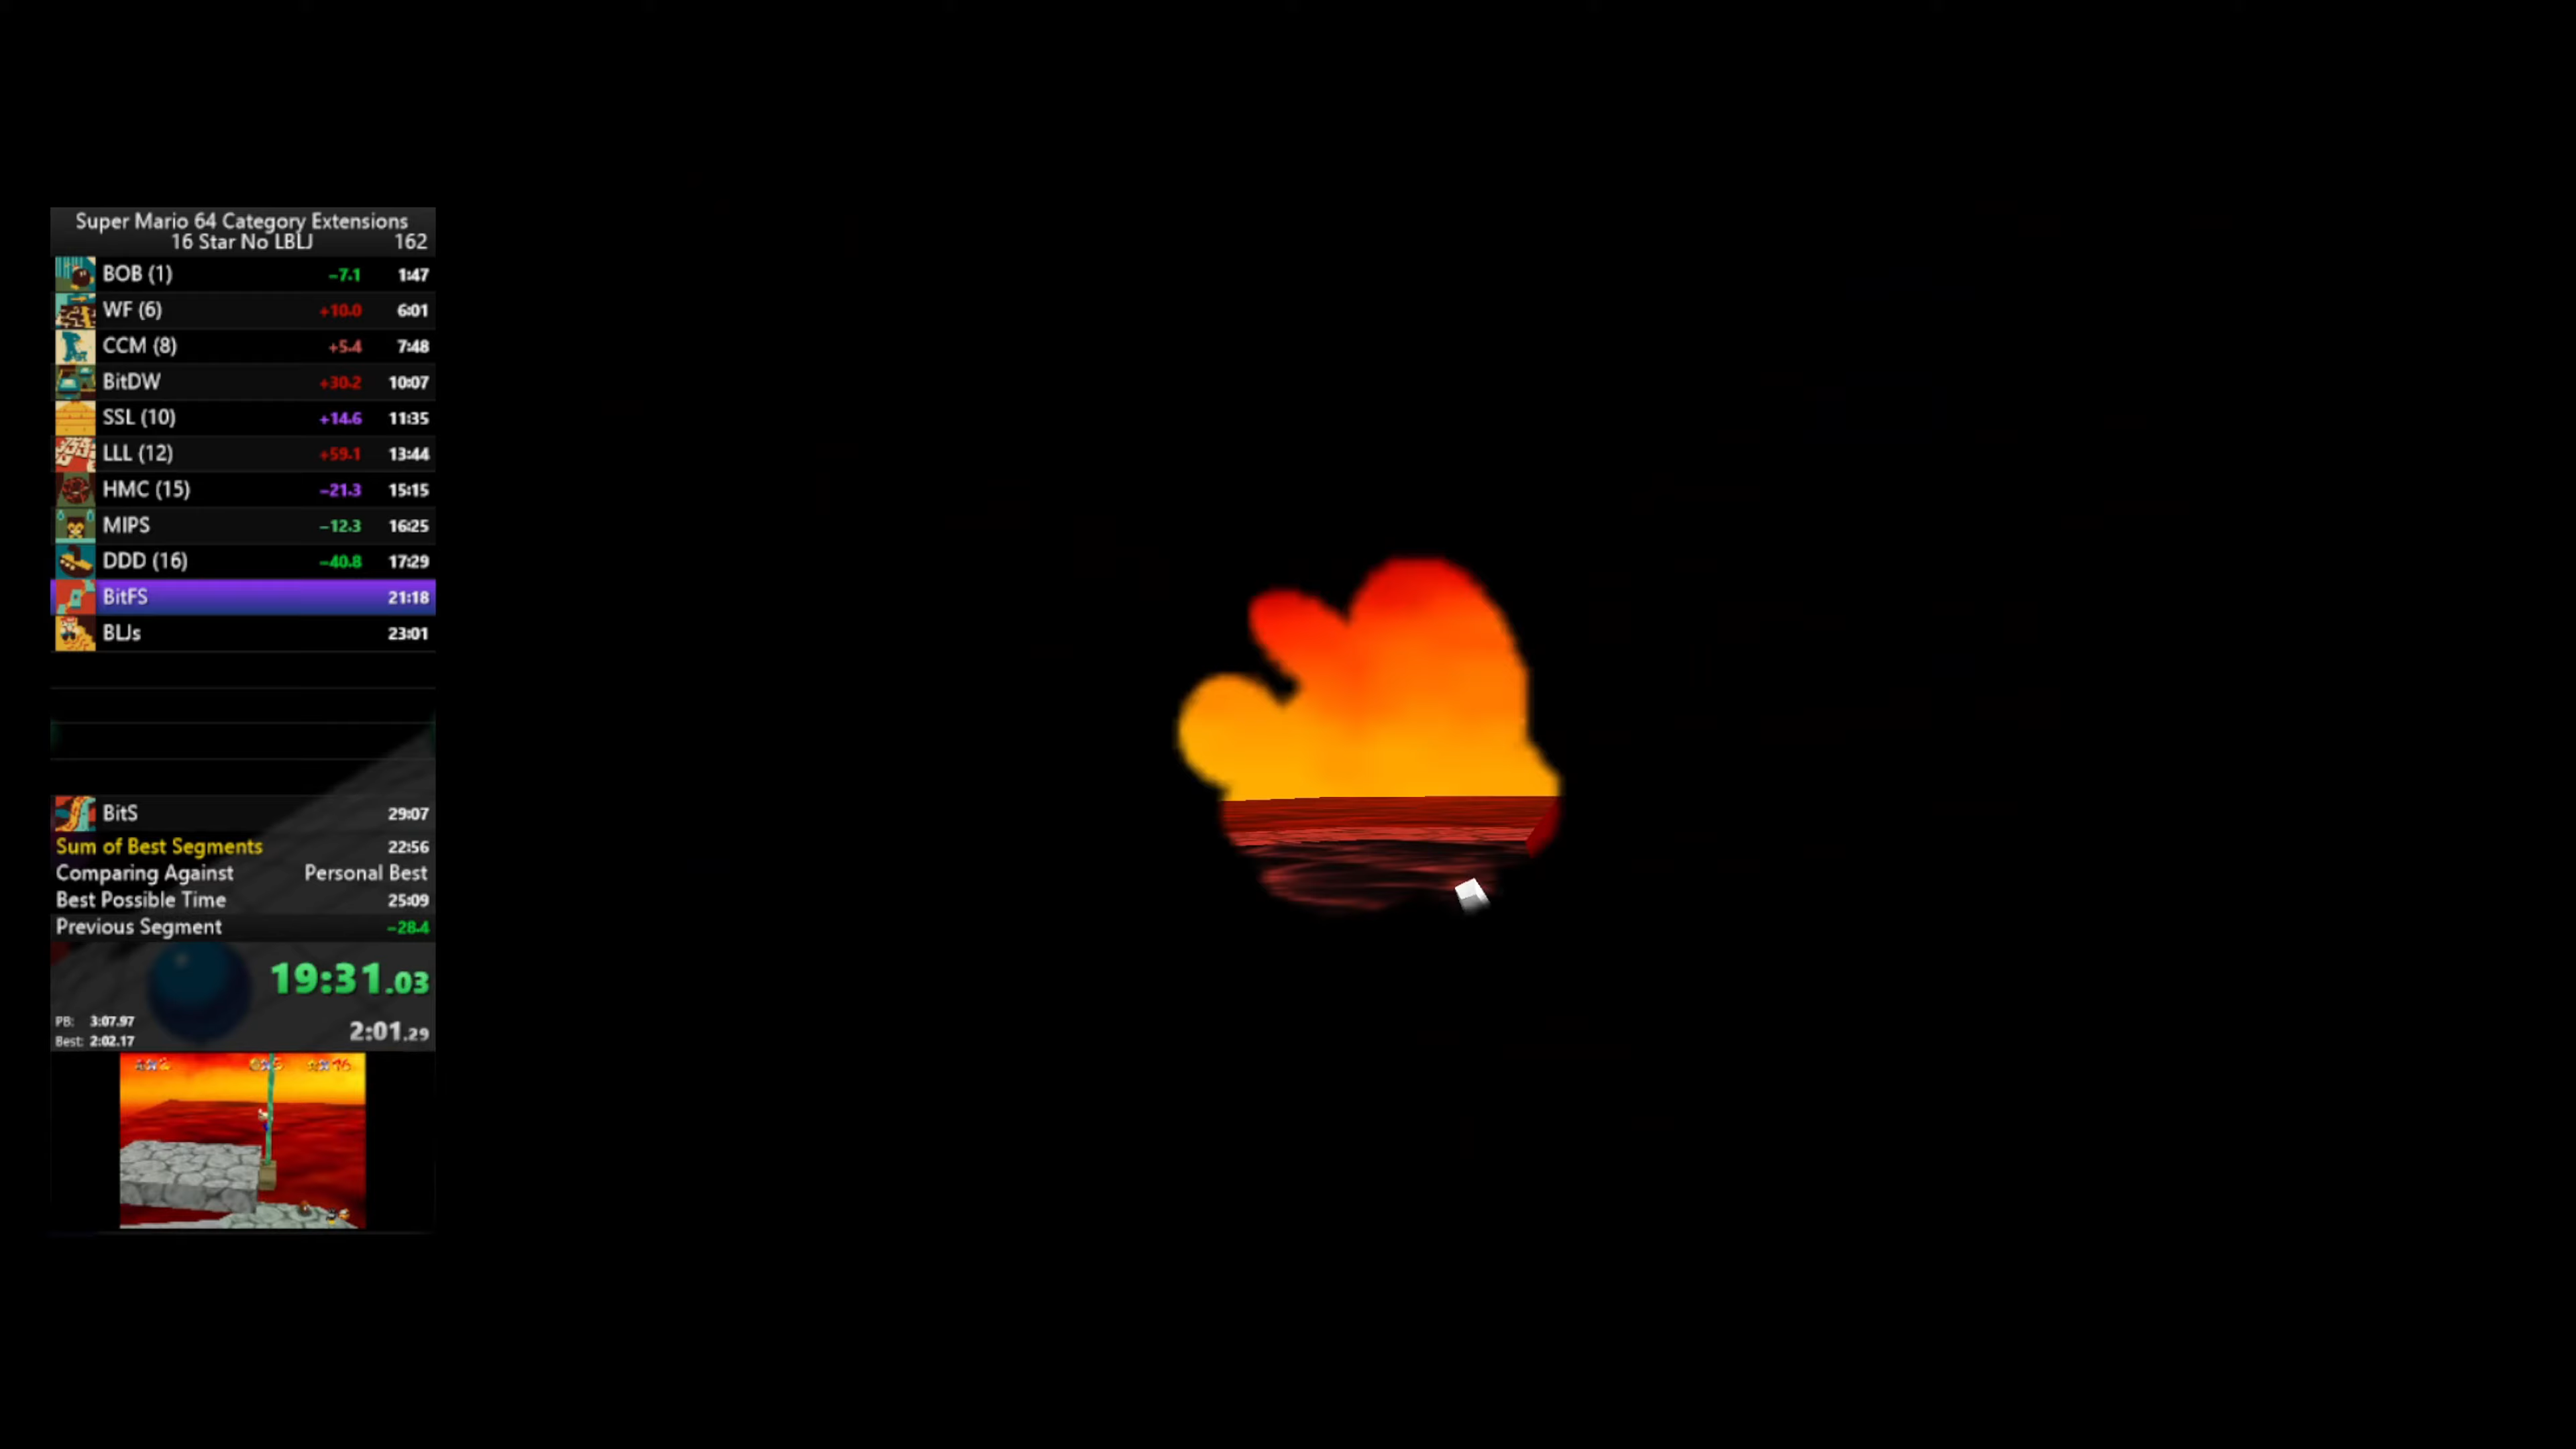 Super Mario 64 Category Extensions
16 Star No LBLJ 162
BOB (1) -7.1 1:47
WF (6) +10.0 6:01
CCM (8) +5.4 7:48
BitDW +30.2 10:07
SSL (10) +14.6 11:35
LLL (12) +59.1 13:44
HMC (15) -21.3 15:15
MIPS -12.3 16:25
DDD (16) -40.8 17:29
BitFS 21:18
BLJs 23:01
BitS 29:07
Sum of Best Segments 22:56
Comparing Against Personal Best
Best Possible Time 25:09
Previous Segment -28.4
19:31.03
PB: 3:07.97
Best: 2:02.17
2:01.29